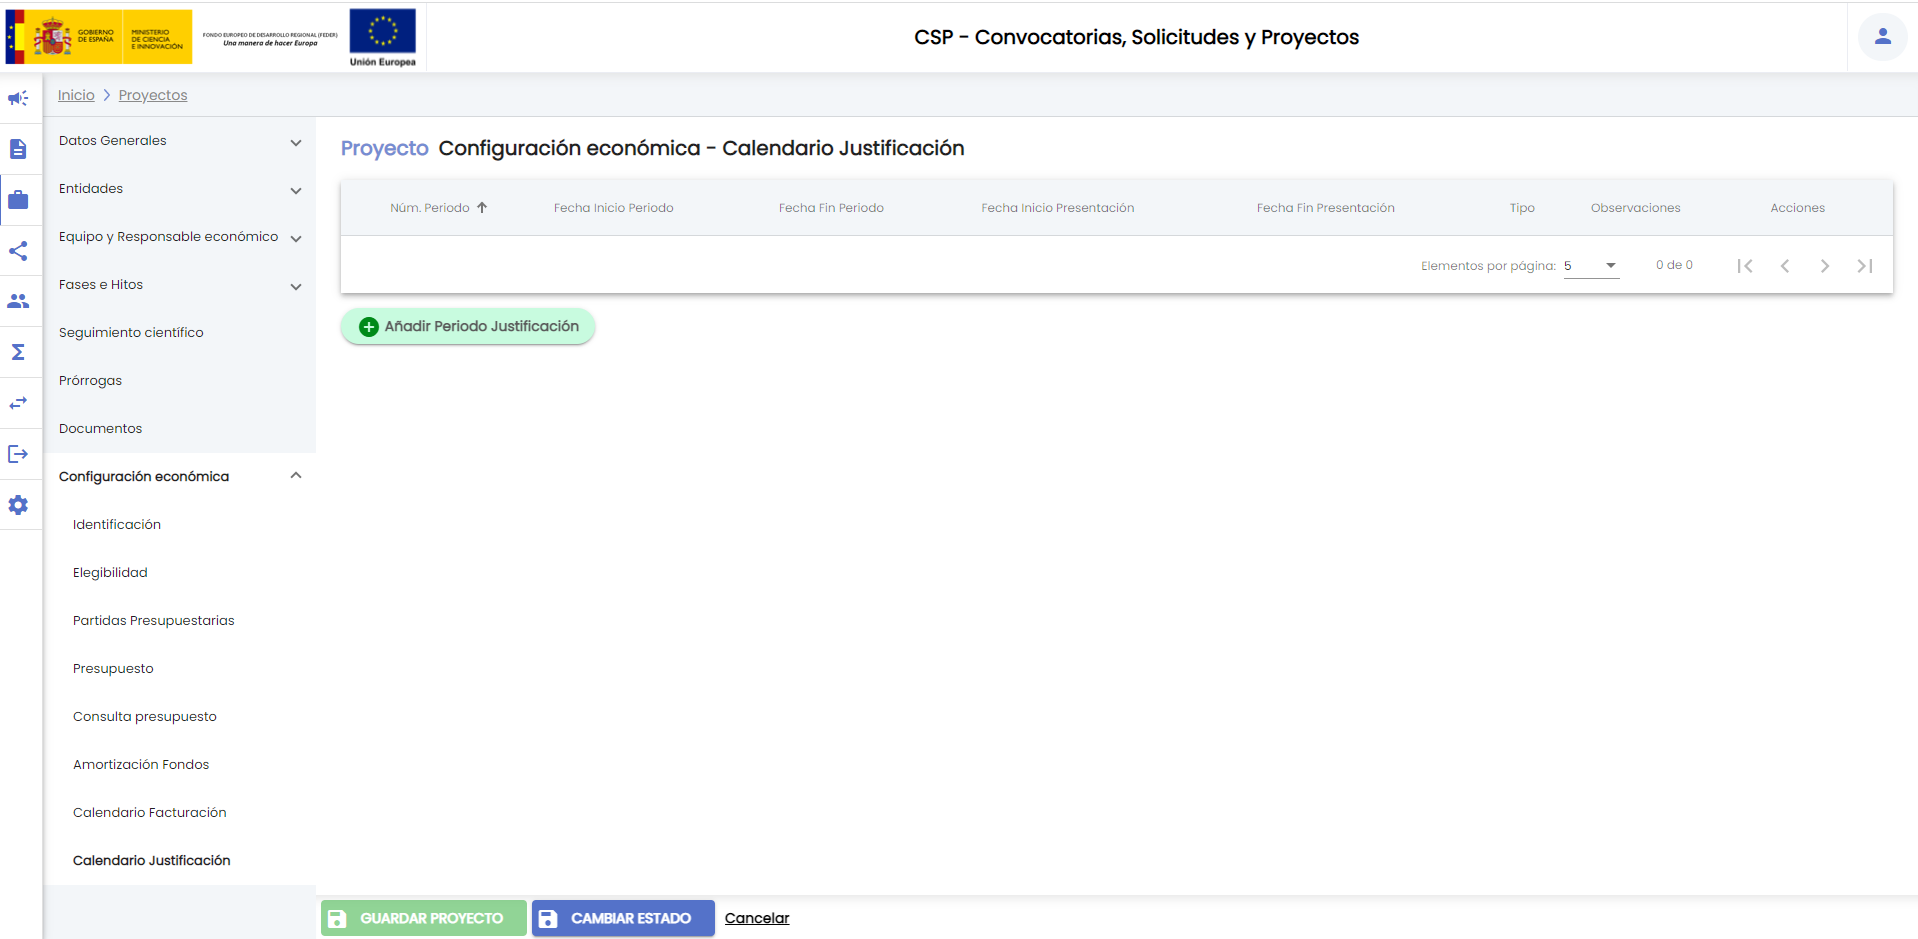 GOBIERNO
DE ESPAÑA
MINISTERIO
DE CIENCIA
E INNOVACIÓN
FONDO EUROPEO DE DESARROLLO REGIONAL (FEDER)
Una manera de hacer Europa
Unión Europea
CSP - Convocatorias, Solicitudes y Proyectos
Inicio > Proyectos
Datos Generales
Entidades
Equipo y Responsable económico
Fases e Hitos
Seguimiento científico
Prórrogas
Documentos
Configuración económica
Identificación
Elegibilidad
Partidas Presupuestarias
Presupuesto
Consulta presupuesto
Amortización Fondos
Calendario Facturación
Calendario Justificación
Proyecto Configuración económica - Calendario Justificación
Núm. Periodo Fecha Inicio Periodo Fecha Fin Periodo Fecha Inicio Presentación Fecha Fin Presentación Tipo Observaciones Acciones
Elementos por página: 5 0 de 0
Añadir Periodo Justificación
GUARDAR PROYECTO CAMBIAR ESTADO Cancelar